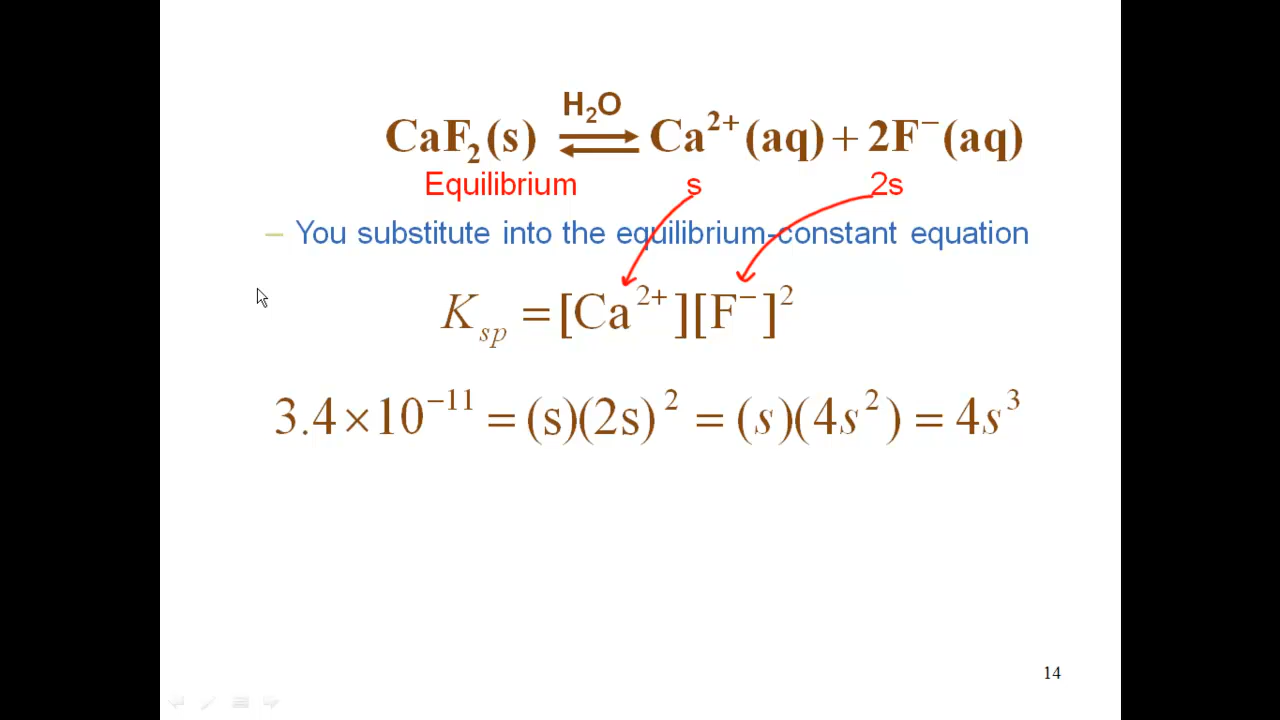 H₂O
CaF₂(s) ⇌ Ca²⁺(aq) + 2F⁻(aq)
Equilibrium s 2s
– You substitute into the equilibrium-constant equation
Kₛₚ = [Ca²⁺][F⁻]²
3.4×10⁻¹¹ = (s)(2s)² = (s)(4s²) = 4s³
14